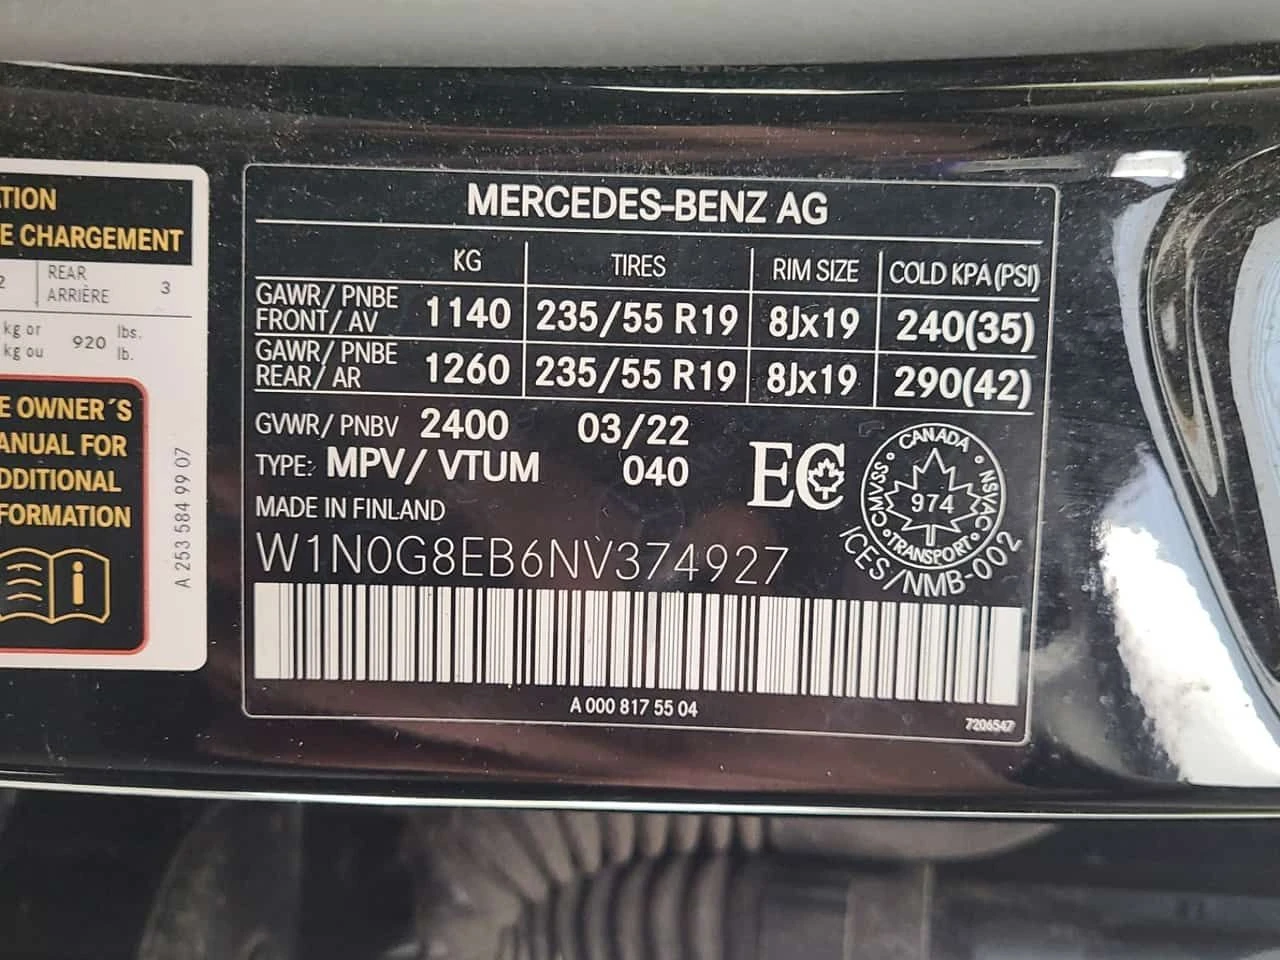 TION
E CHARGEMENT
2 REAR ARRIÈRE 3
kg or 920 lbs.
kg ou lb.
E OWNER´S
ANUAL FOR
DDITIONAL
FORMATION
A 253 584 99 07
MERCEDES-BENZ AG
KG TIRES RIM SIZE COLD KPA(PSI)
GAWR/ PNBE FRONT/ AV 1140 235/55 R19 8Jx19 240(35)
GAWR/ PNBE REAR/ AR 1260 235/55 R19 8Jx19 290(42)
GVWR/ PNBV 2400 03/22
TYPE: MPV/ VTUM 040
MADE IN FINLAND
W1N0G8EB6NV374927
EC
CANADA
CMVSS NSVAC
974
TRANSPORT
ICES/NMB-002
A 000 817 55 04
7206547